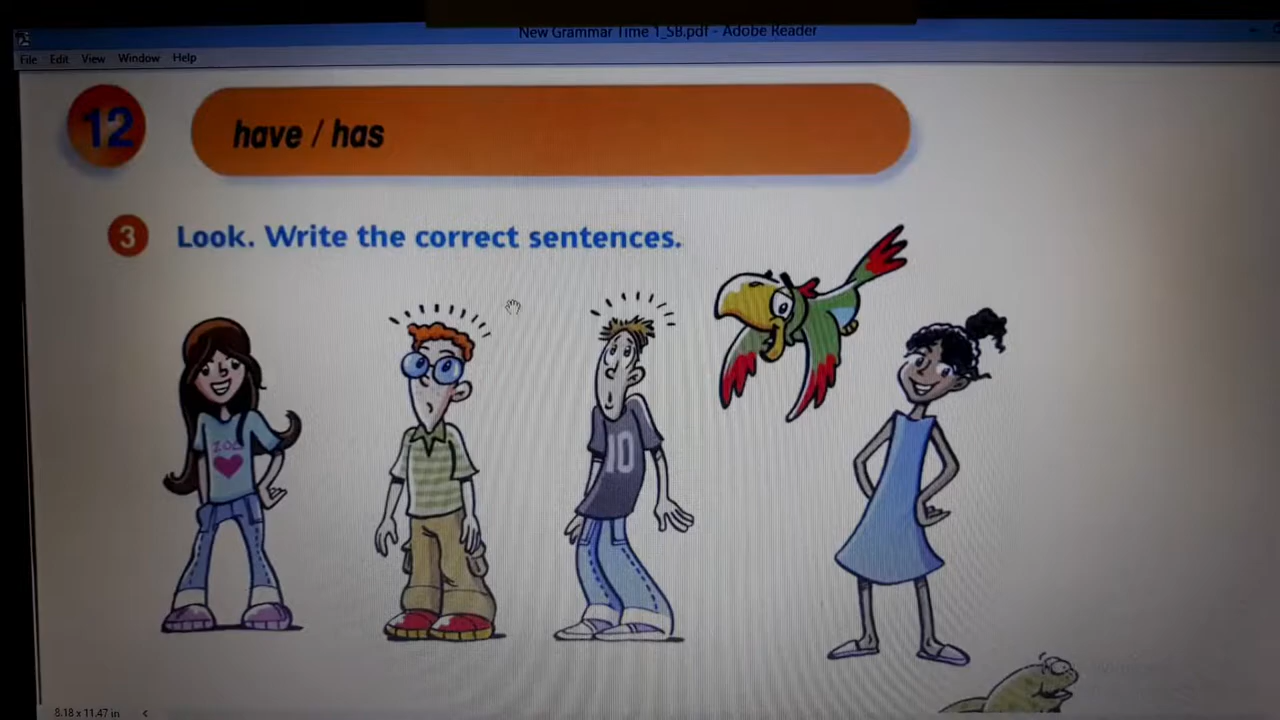 New Grammar Time 1_SB.pdf - Adobe Reader
File Edit View Window Help
12
have / has
3 Look. Write the correct sentences.
ZOE
10
8.18 x 11.47 in